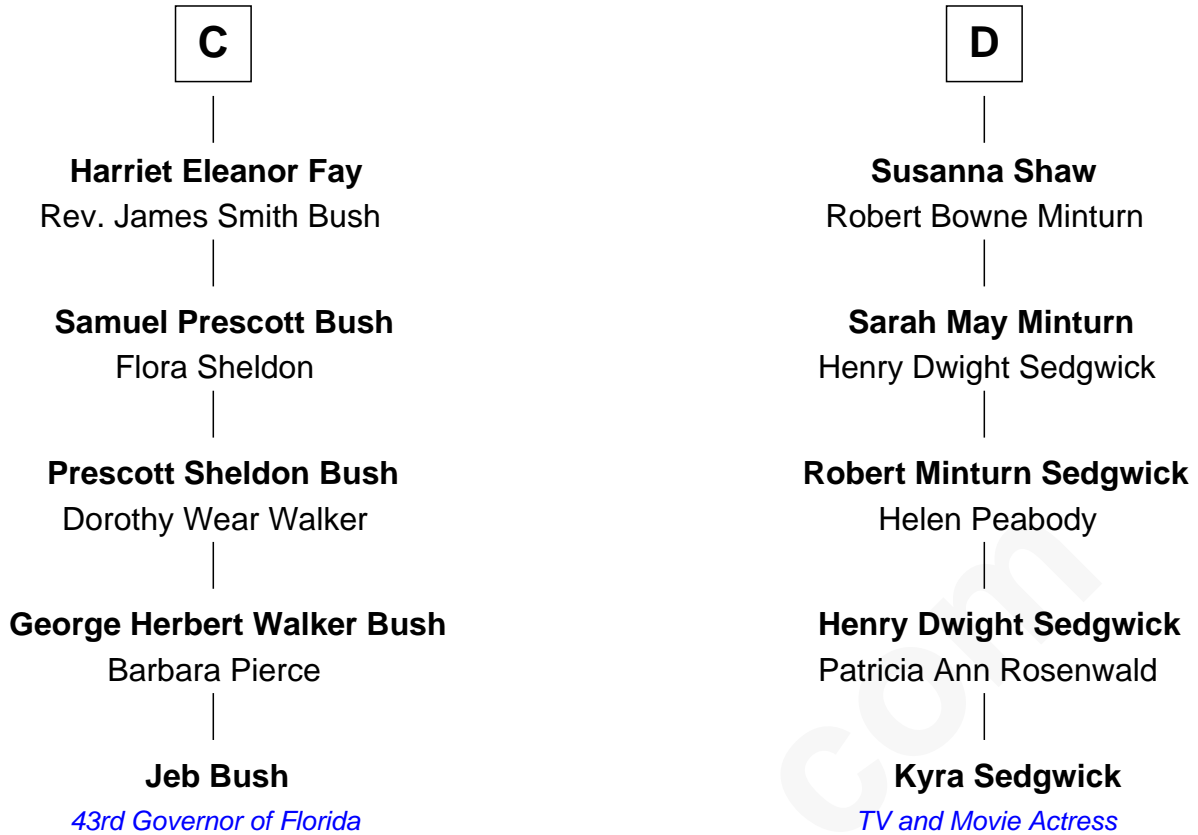 C
Harriet Eleanor Fay
Rev. James Smith Bush
Samuel Prescott Bush
Flora Sheldon
Prescott Sheldon Bush
Dorothy Wear Walker
George Herbert Walker Bush
Barbara Pierce
Jeb Bush
43rd Governor of Florida
D
Susanna Shaw
Robert Bowne Minturn
Sarah May Minturn
Henry Dwight Sedgwick
Robert Minturn Sedgwick
Helen Peabody
Henry Dwight Sedgwick
Patricia Ann Rosenwald
Kyra Sedgwick
TV and Movie Actress
com